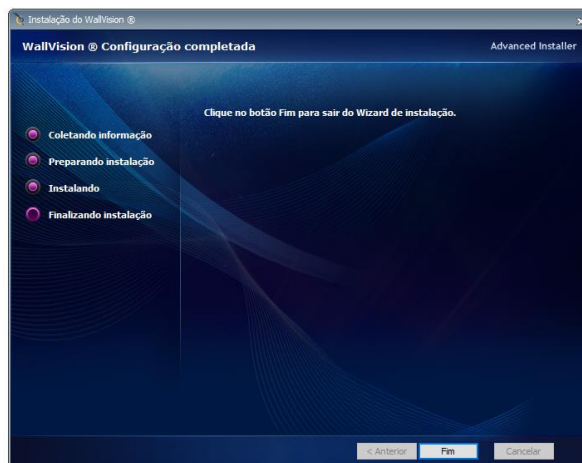 Instalação do WallVision ®
WallVision ® Configuração completada
Advanced Installer
Clique no botão Fim para sair do Wizard de instalação.
Coletando informação
Preparando instalação
Instalando
Finalizando instalação
< Anterior
Fim
Cancelar